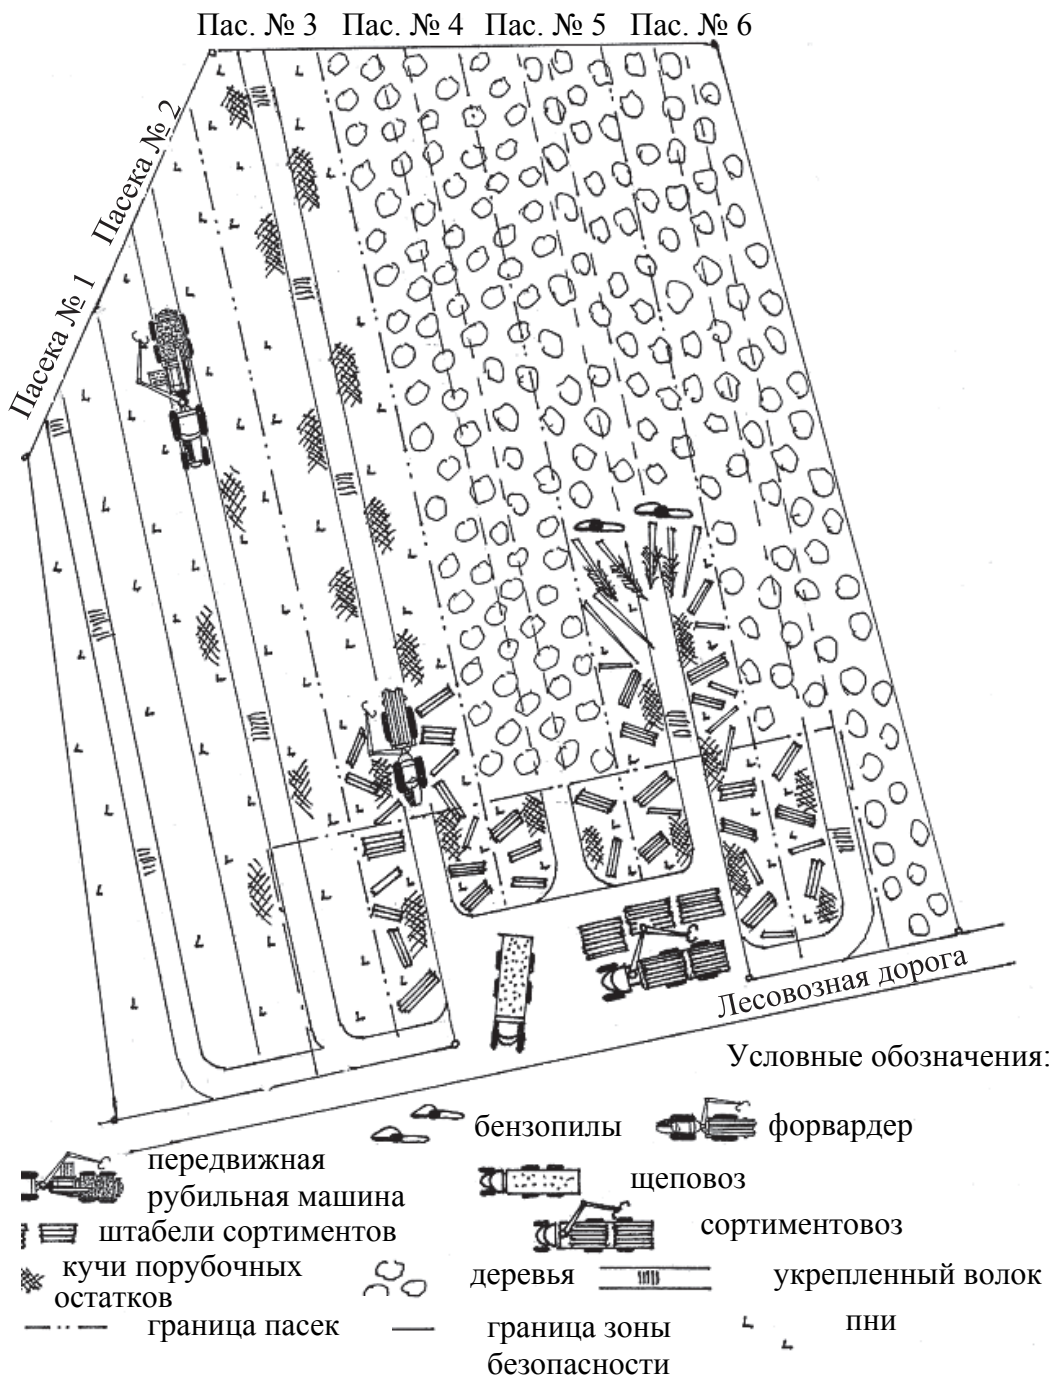 Пас. № 3 Пас. № 4 Пас. № 5 Пас. № 6
Пасека № 2
Пасека № 1
Лесовозная дорога
Условные обозначения:
бензопилы
форвардер
передвижная
рубильная машина
щеповоз
штабели сортиментов
сортиментовоз
кучи порубочных
остатков
деревья
укрепленный волок
граница пасек
граница зоны
безопасности
пни